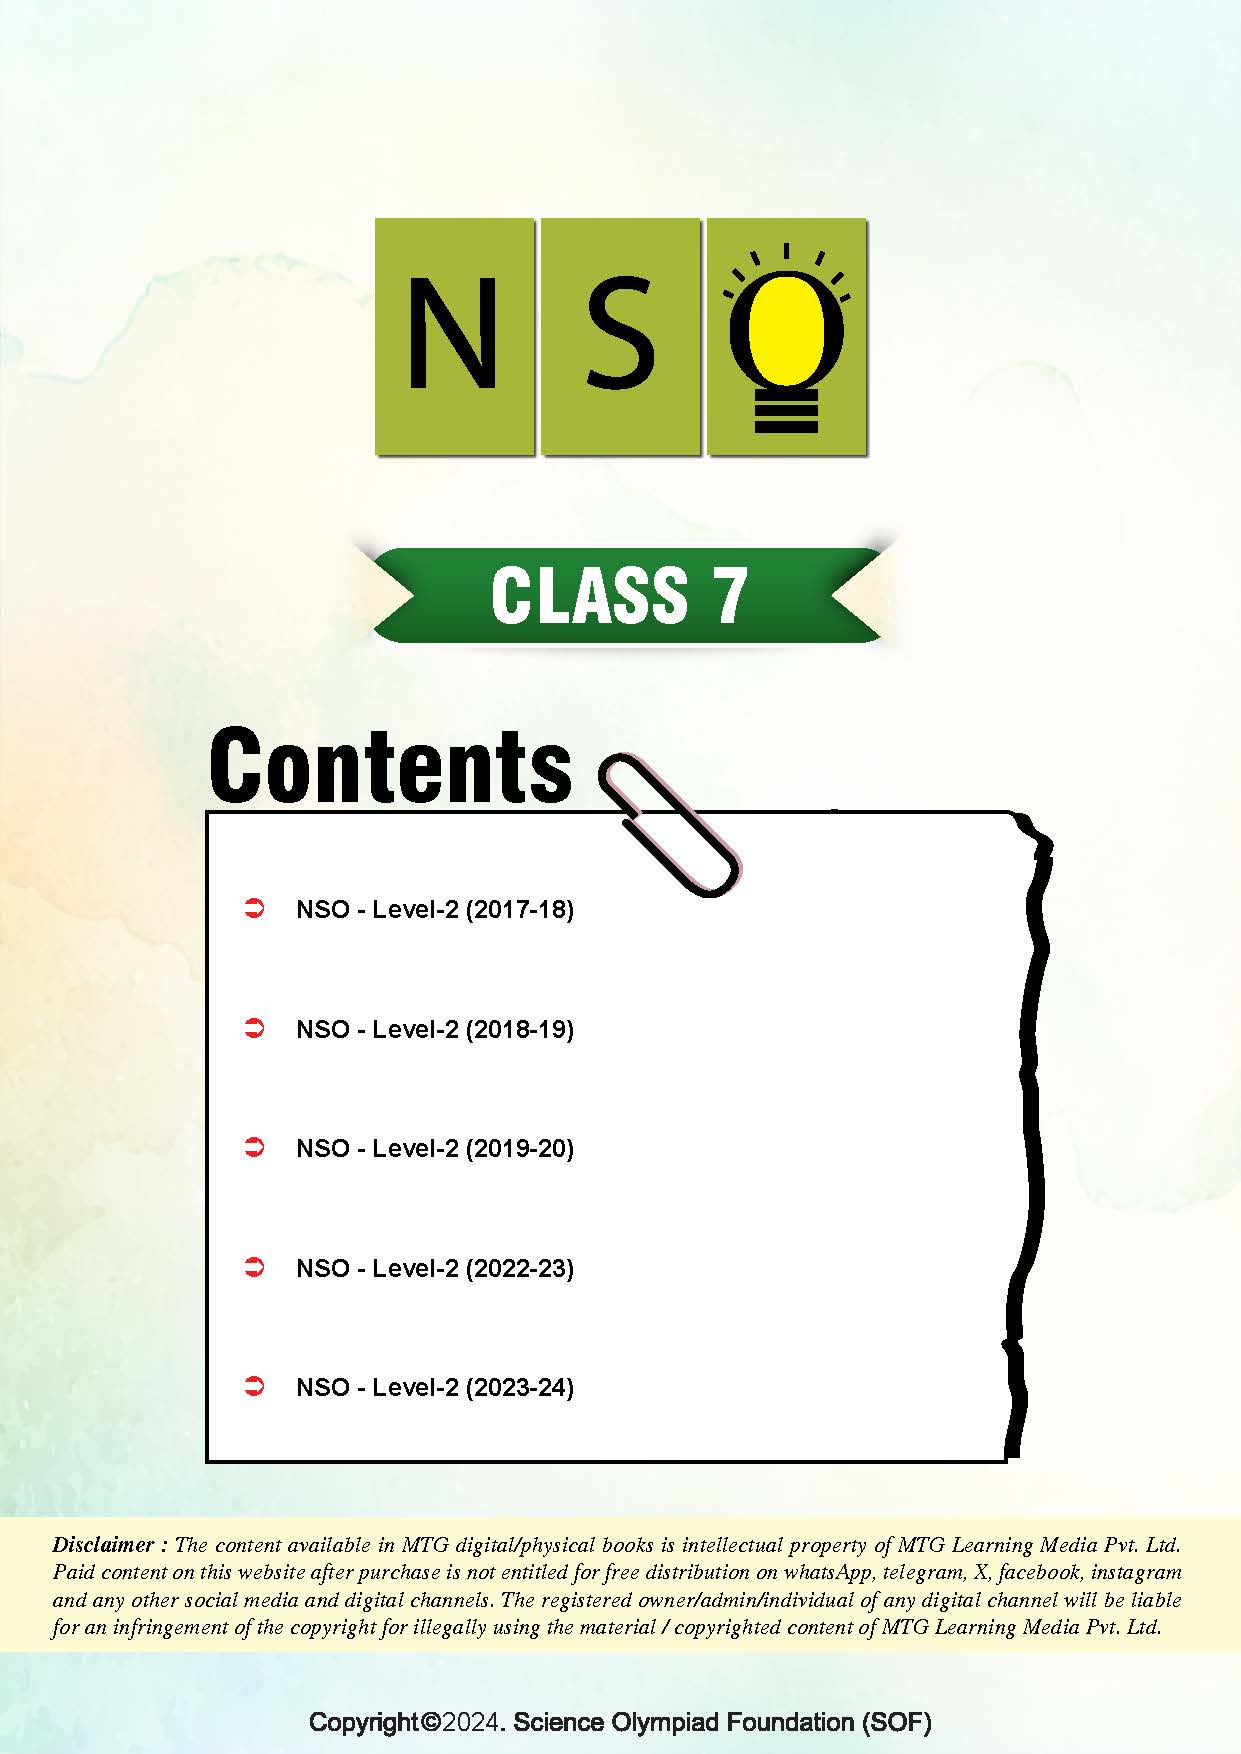 NSO
CLASS 7
Contents
NSO - Level-2 (2017-18)
NSO - Level-2 (2018-19)
NSO - Level-2 (2019-20)
NSO - Level-2 (2022-23)
NSO - Level-2 (2023-24)
Disclaimer : The content available in MTG digital/physical books is intellectual property of MTG Learning Media Pvt. Ltd.
Paid content on this website after purchase is not entitled for free distribution on whatsApp, telegram, X, facebook, instagram
and any other social media and digital channels. The registered owner/admin/individual of any digital channel will be liable
for an infringement of the copyright for illegally using the material / copyrighted content of MTG Learning Media Pvt. Ltd.
Copyright©2024. Science Olympiad Foundation (SOF)